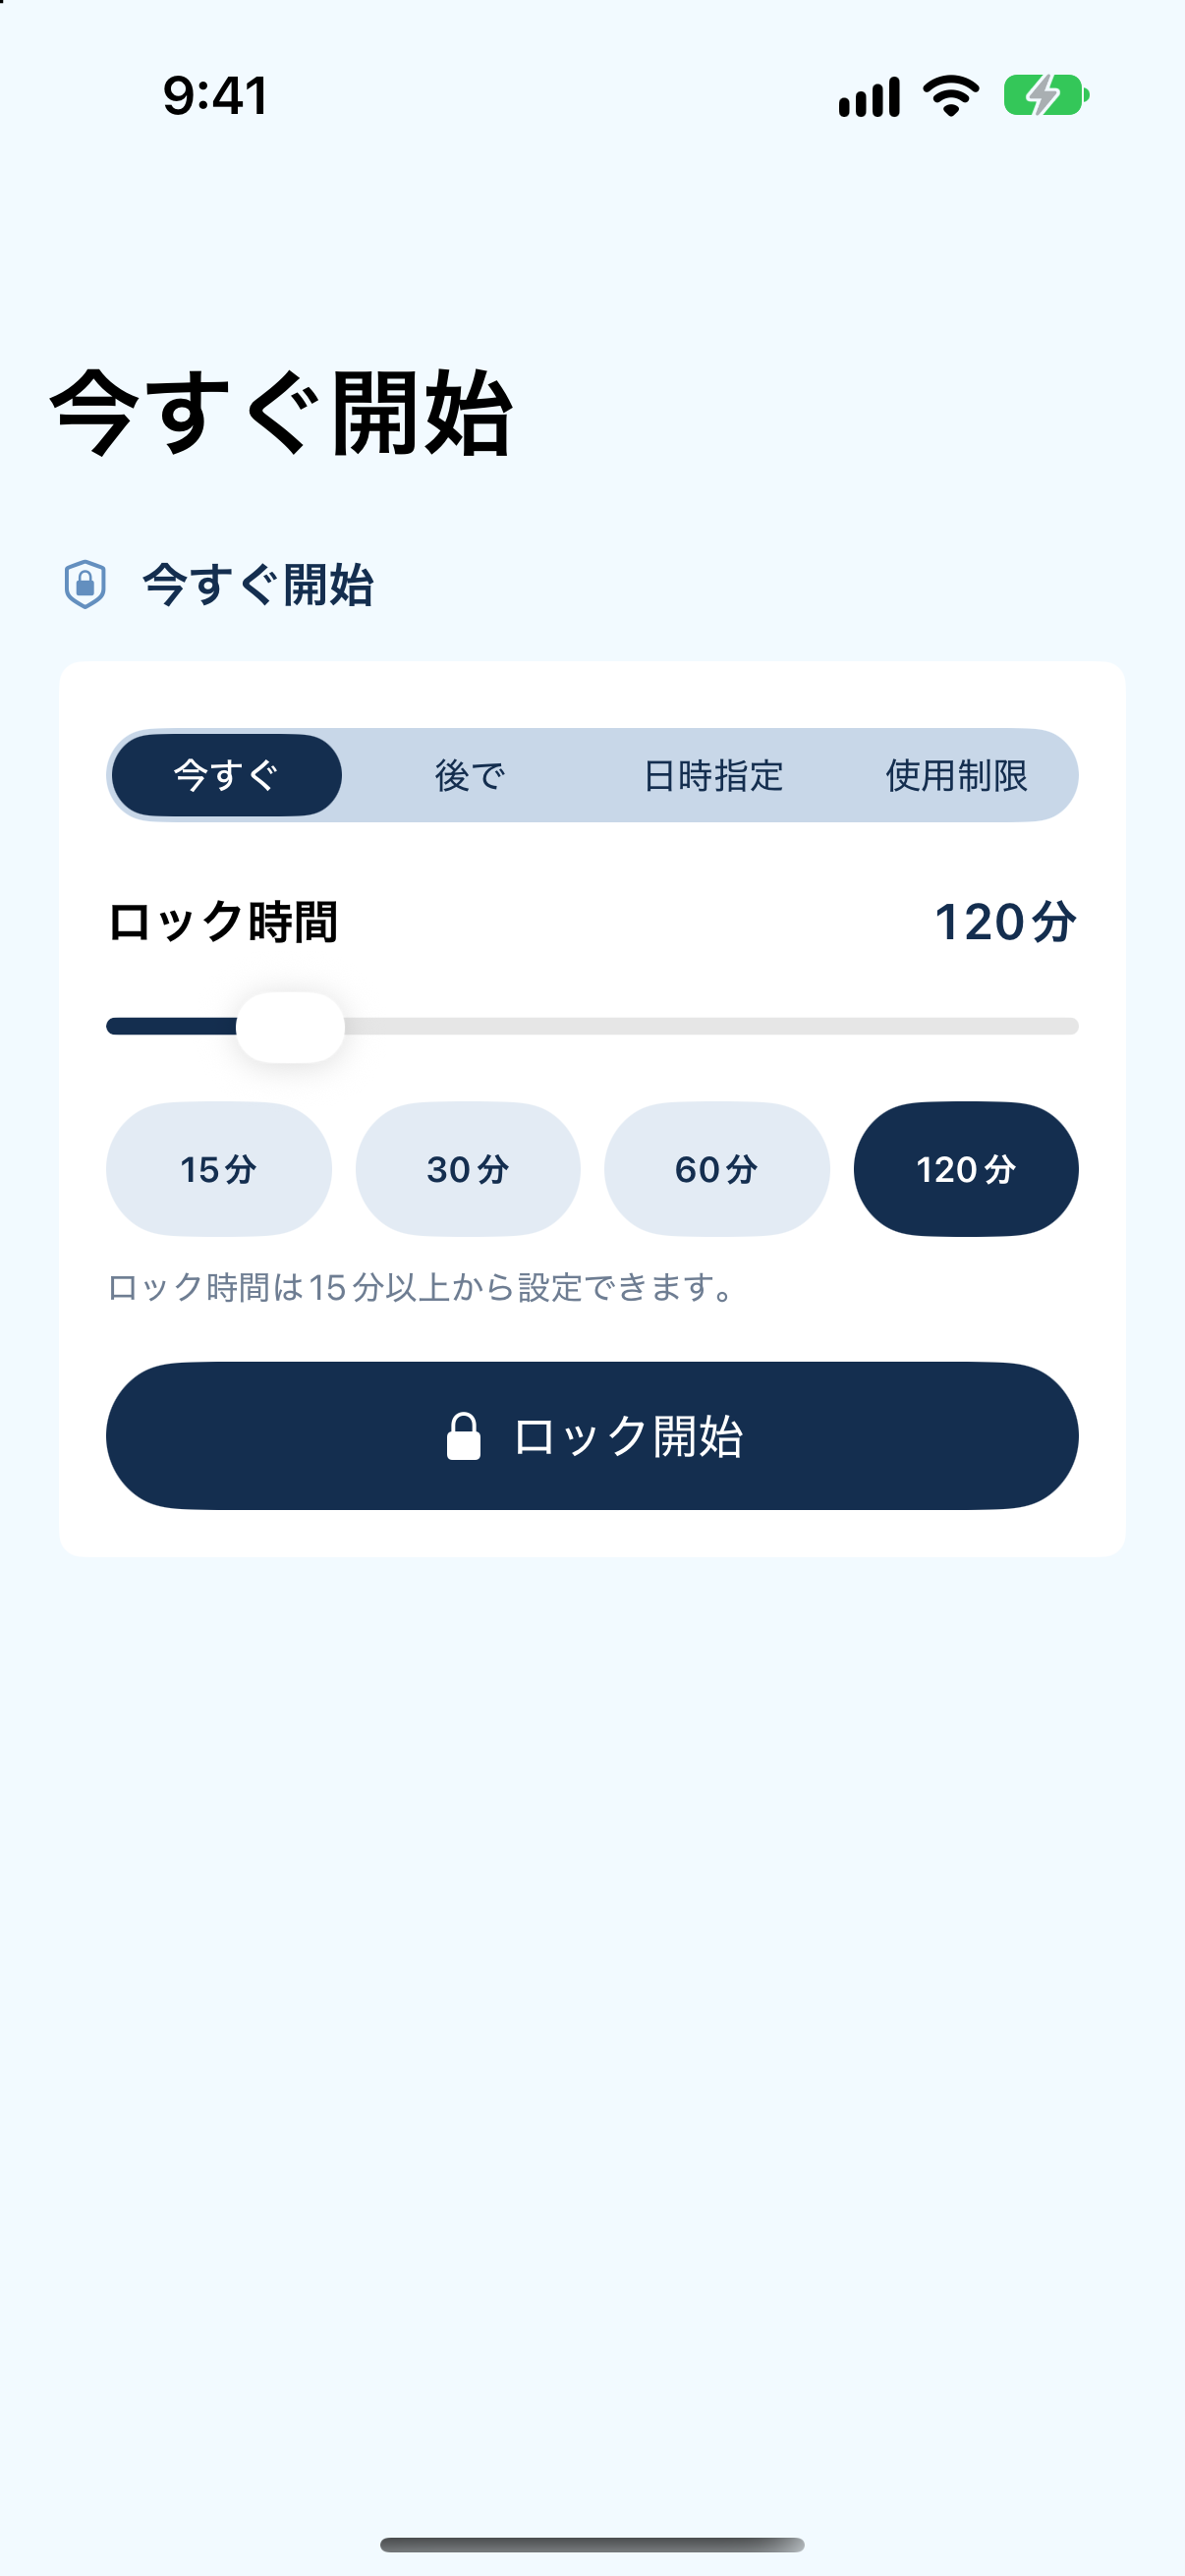 9:41
今すぐ開始
今すぐ開始
今すぐ 後で 日時指定 使用制限
ロック時間 120分
15分 30分 60分 120分
ロック時間は15分以上から設定できます。
ロック開始